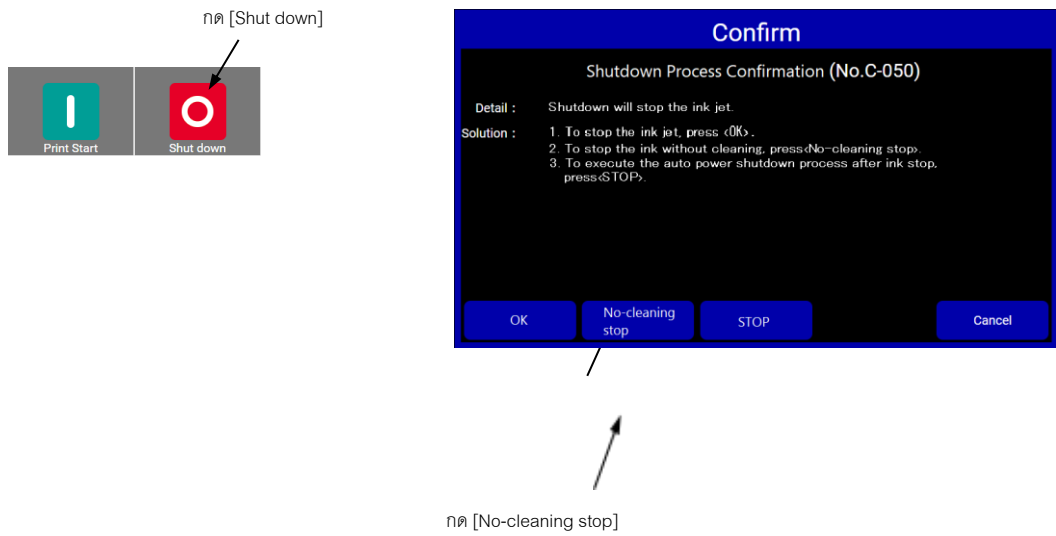 กด [Shut down]
Print Start
Shut down
Confirm
Shutdown Process Confirmation (No.C-050)
Detail : Shutdown will stop the ink jet.
Solution : 1. To stop the ink jet, press <OK>.
2. To stop the ink without cleaning, press<No-cleaning stop>.
3. To execute the auto power shutdown process after ink stop,
press<STOP>.
OK
No-cleaning
stop
STOP
Cancel
กด [No-cleaning stop]